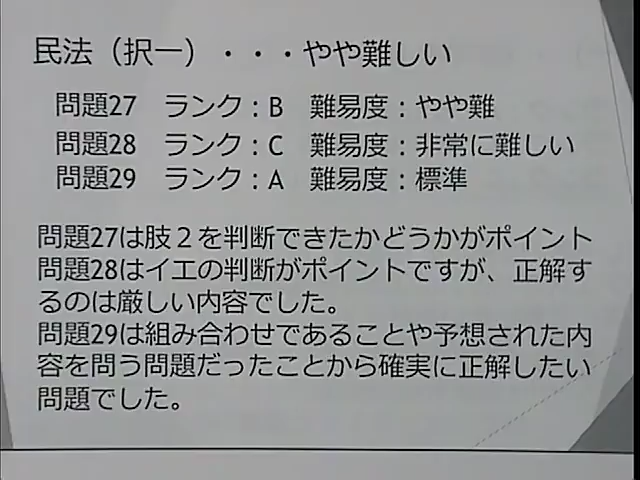 民法（択一）・・・やや難しい
問題27　ランク：B　難易度：やや難
問題28　ランク：C　難易度：非常に難しい
問題29　ランク：A　難易度：標準
問題27は肢２を判断できたかどうかがポイント
問題28はイエの判断がポイントですが、正解す
るのは厳しい内容でした。
問題29は組み合わせであることや予想された内
容を問う問題だったことから確実に正解したい
問題でした。